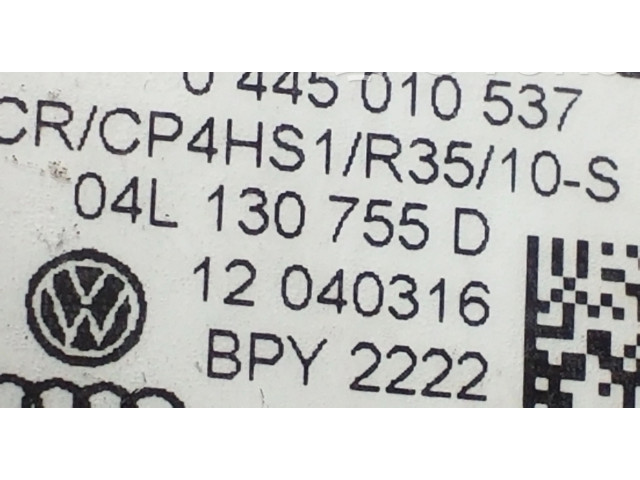 0 445 010 537
CR/CP4HS1/R35/10-S
04L 130 755 D
12 040316
BPY 2222